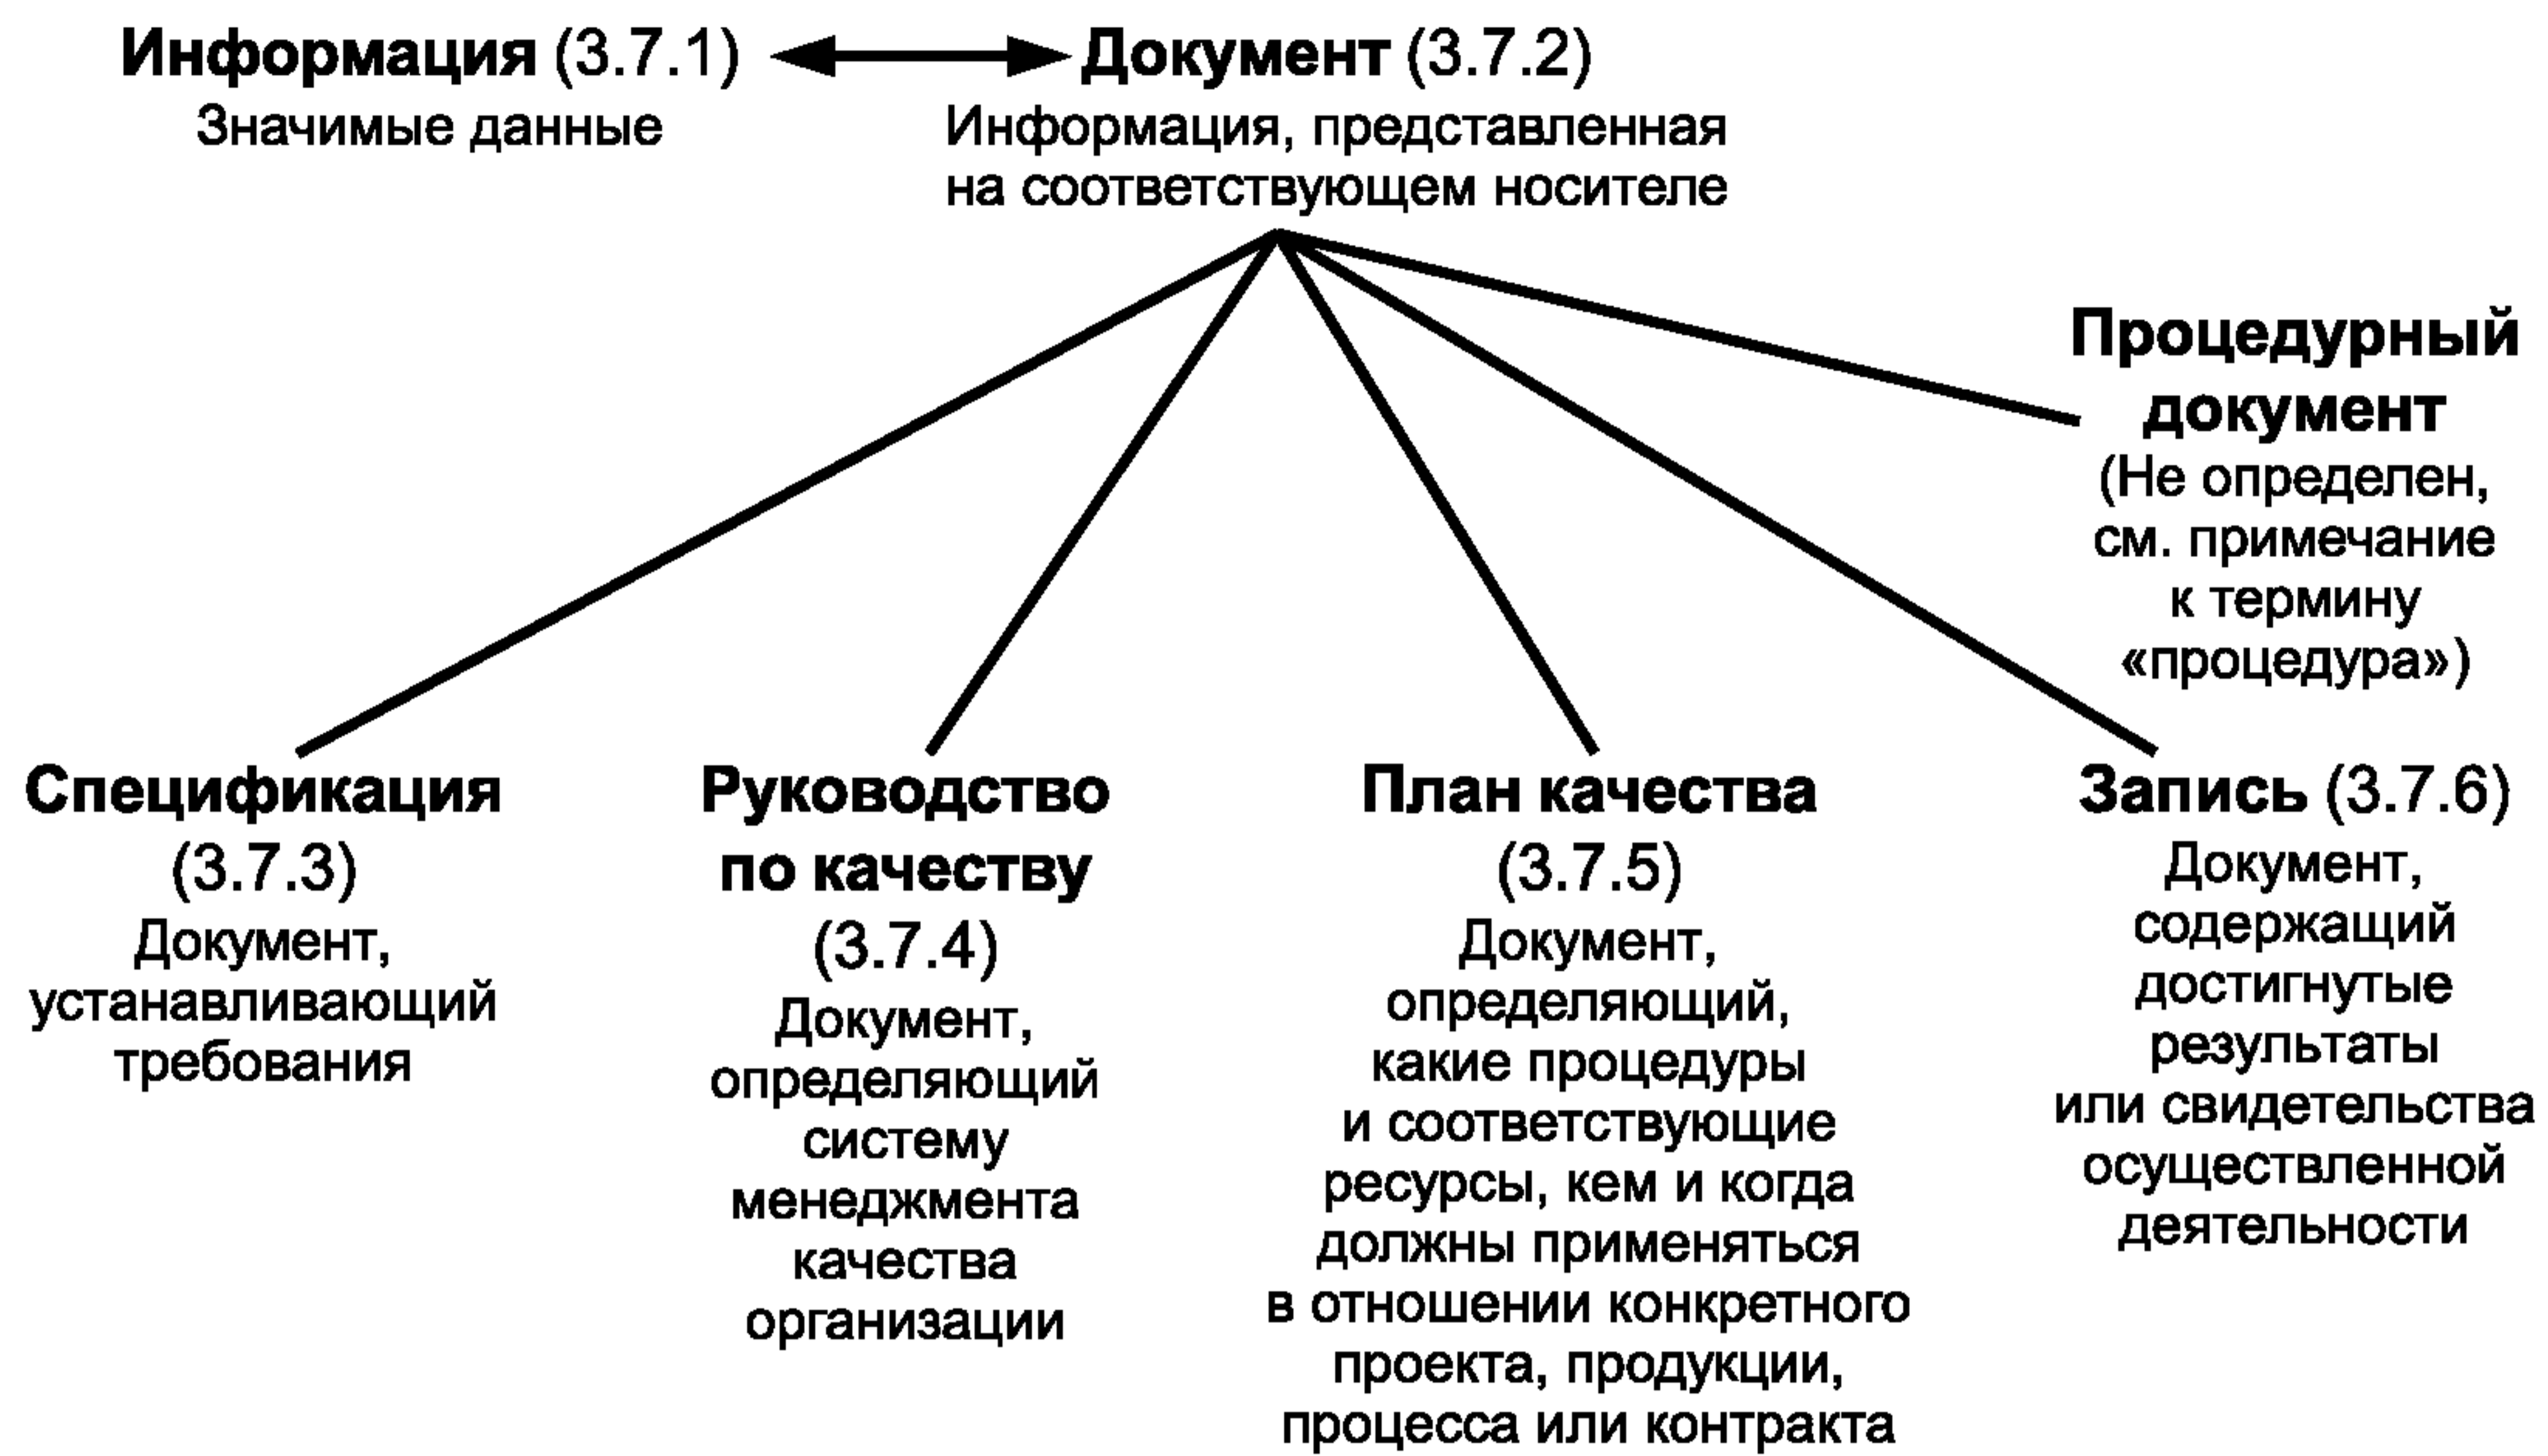 Информация (3.7.1)
Значимые данные
Документ (3.7.2)
Информация, представленная
на соответствующем носителе
Процедурный
документ
(Не определен,
см. примечание
к термину
«процедура»)
Спецификация
(3.7.3)
Документ,
устанавливающий
требования
Руководство
по качеству
(3.7.4)
Документ,
определяющий
систему
менеджмента
качества
организации
План качества
(3.7.5)
Документ,
определяющий,
какие процедуры
и соответствующие
ресурсы, кем и когда
должны применяться
в отношении конкретного
проекта, продукции,
процесса или контракта
Запись (3.7.6)
Документ,
содержащий
достигнутые
результаты
или свидетельства
осуществленной
деятельности